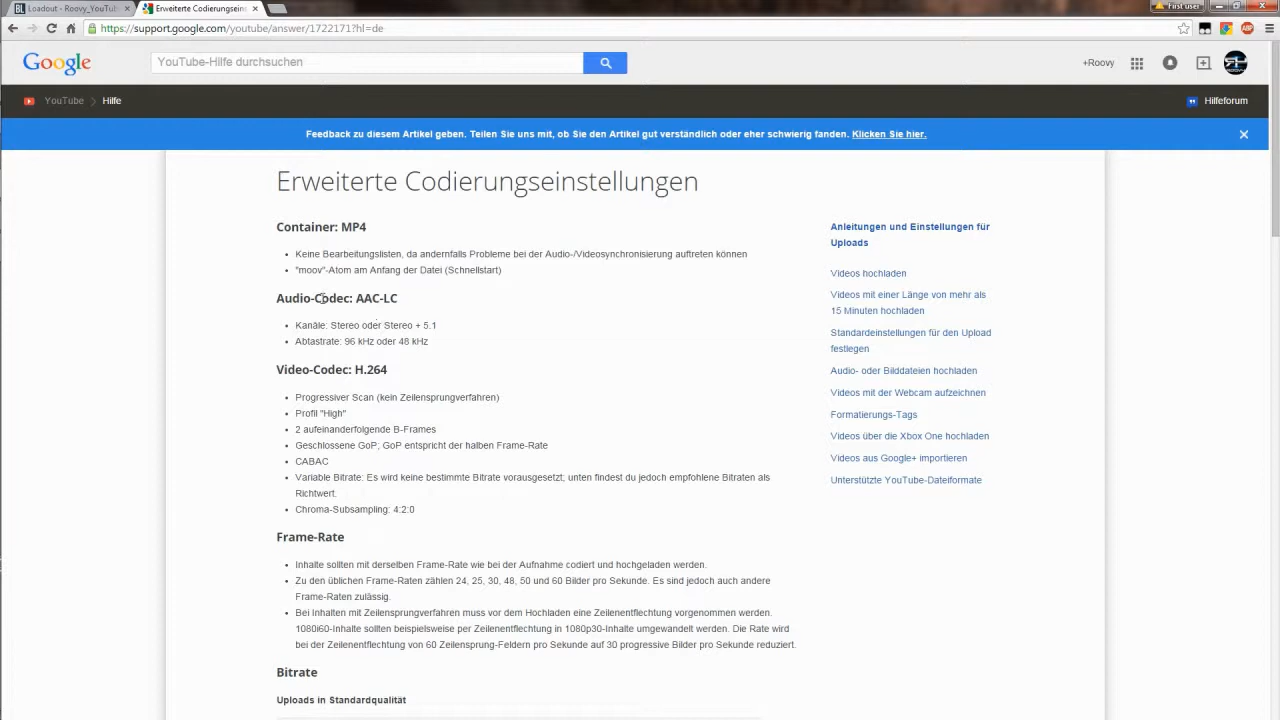 Loadout - Roovy_YouTub
Erweiterte Codierungsein
First user
https://support.google.com/youtube/answer/1722171?hl=de
ABP
Google
YouTube-Hilfe durchsuchen
+Roovy
YouTube
Hilfe
Hilfeforum
Feedback zu diesem Artikel geben. Teilen Sie uns mit, ob Sie den Artikel gut verständlich oder eher schwierig fanden. Klicken Sie hier.
Erweiterte Codierungseinstellungen
Container: MP4
• Keine Bearbeitungslisten, da andernfalls Probleme bei der Audio-/Videosynchronisierung auftreten können
• "moov"-Atom am Anfang der Datei (Schnellstart)
Audio-Codec: AAC-LC
• Kanäle: Stereo oder Stereo + 5.1
• Abtastrate: 96 kHz oder 48 kHz
Video-Codec: H.264
• Progressiver Scan (kein Zeilensprungverfahren)
• Profil "High"
• 2 aufeinanderfolgende B-Frames
• Geschlossene GoP; GoP entspricht der halben Frame-Rate
• CABAC
• Variable Bitrate: Es wird keine bestimmte Bitrate vorausgesetzt; unten findest du jedoch empfohlene Bitraten als
Richtwert.
• Chroma-Subsampling: 4:2:0
Frame-Rate
• Inhalte sollten mit derselben Frame-Rate wie bei der Aufnahme codiert und hochgeladen werden.
• Zu den üblichen Frame-Raten zählen 24, 25, 30, 48, 50 und 60 Bilder pro Sekunde. Es sind jedoch auch andere
Frame-Raten zulässig.
• Bei Inhalten mit Zeilensprungverfahren muss vor dem Hochladen eine Zeilenentflechtung vorgenommen werden.
1080i60-Inhalte sollten beispielsweise per Zeilenentflechtung in 1080p30-Inhalte umgewandelt werden. Die Rate wird
bei der Zeilenentflechtung von 60 Zeilensprung-Feldern pro Sekunde auf 30 progressive Bilder pro Sekunde reduziert.
Bitrate
Uploads in Standardqualität
Anleitungen und Einstellungen für
Uploads
Videos hochladen
Videos mit einer Länge von mehr als
15 Minuten hochladen
Standardeinstellungen für den Upload
festlegen
Audio- oder Bilddateien hochladen
Videos mit der Webcam aufzeichnen
Formatierungs-Tags
Videos über die Xbox One hochladen
Videos aus Google+ importieren
Unterstützte YouTube-Dateiformate